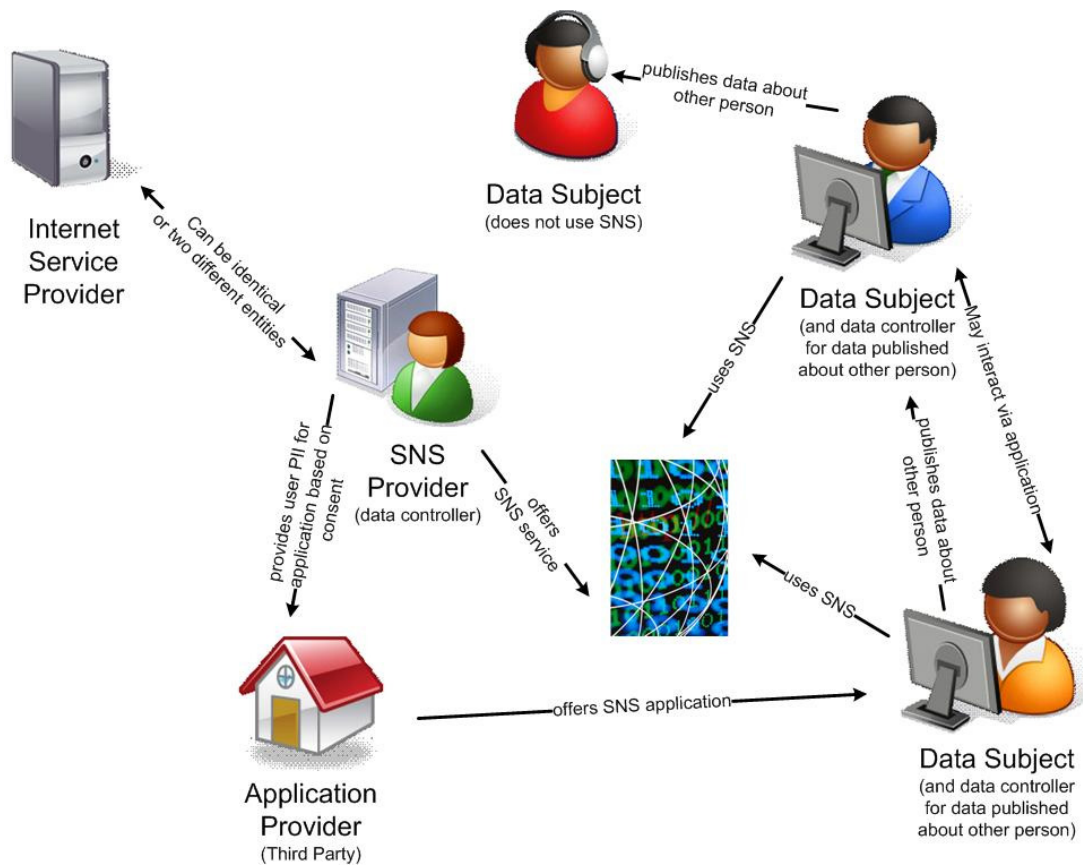 publishes data about
other person
Data Subject
(does not use SNS)
Internet
Service
Provider
Can be identical
or two different entities
Data Subject
(and data controller
for data published
about other person)
uses SNS
May interact via application
SNS
Provider
(data controller)
provides user PII for
application based on
consent
offers
SNS service
publishes data about
other person
uses SNS
offers SNS application
Application
Provider
(Third Party)
Data Subject
(and data controller
for data published
about other person)